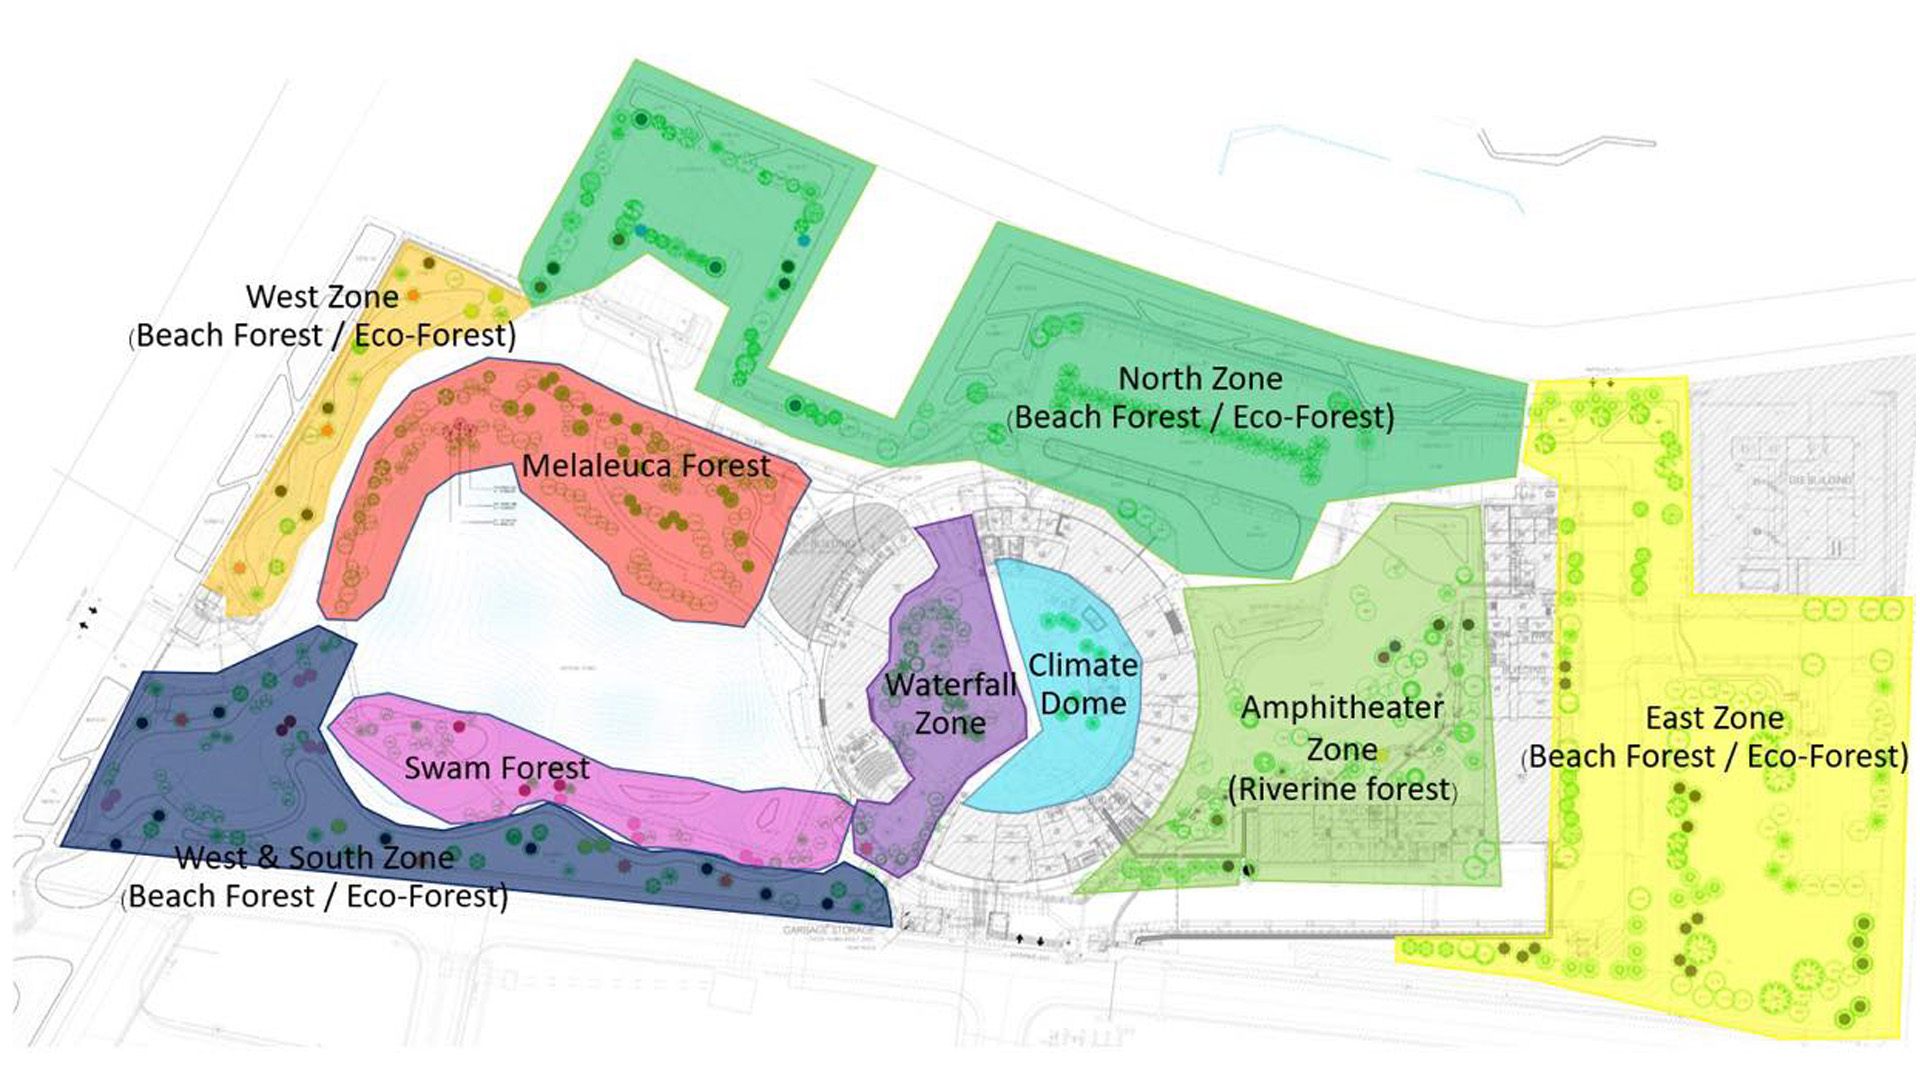 West Zone
(Beach Forest / Eco-Forest)
North Zone
(Beach Forest / Eco-Forest)
Melaleuca Forest
Climate
Dome
Waterfall
Zone
Amphitheater
Zone
(Riverine forest)
East Zone
(Beach Forest / Eco-Forest)
Swam Forest
West & South Zone
(Beach Forest / Eco-Forest)
GARBAGE STORAGE